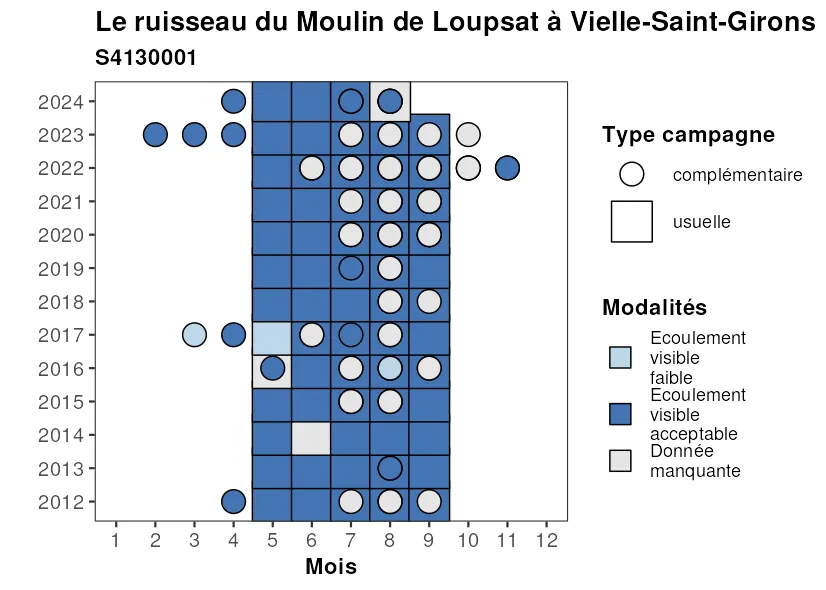 Le ruisseau du Moulin de Loupsat à Vielle-Saint-Girons
S4130001
2024
2023
2022
2021
2020
2019
2018
2017
2016
2015
2014
2013
2012
1 2 3 4 5 6 7 8 9 10 11 12
Mois
Type campagne
complémentaire
usuelle
Modalités
Ecoulement
visible
faible
Ecoulement
visible
acceptable
Donnée
manquante